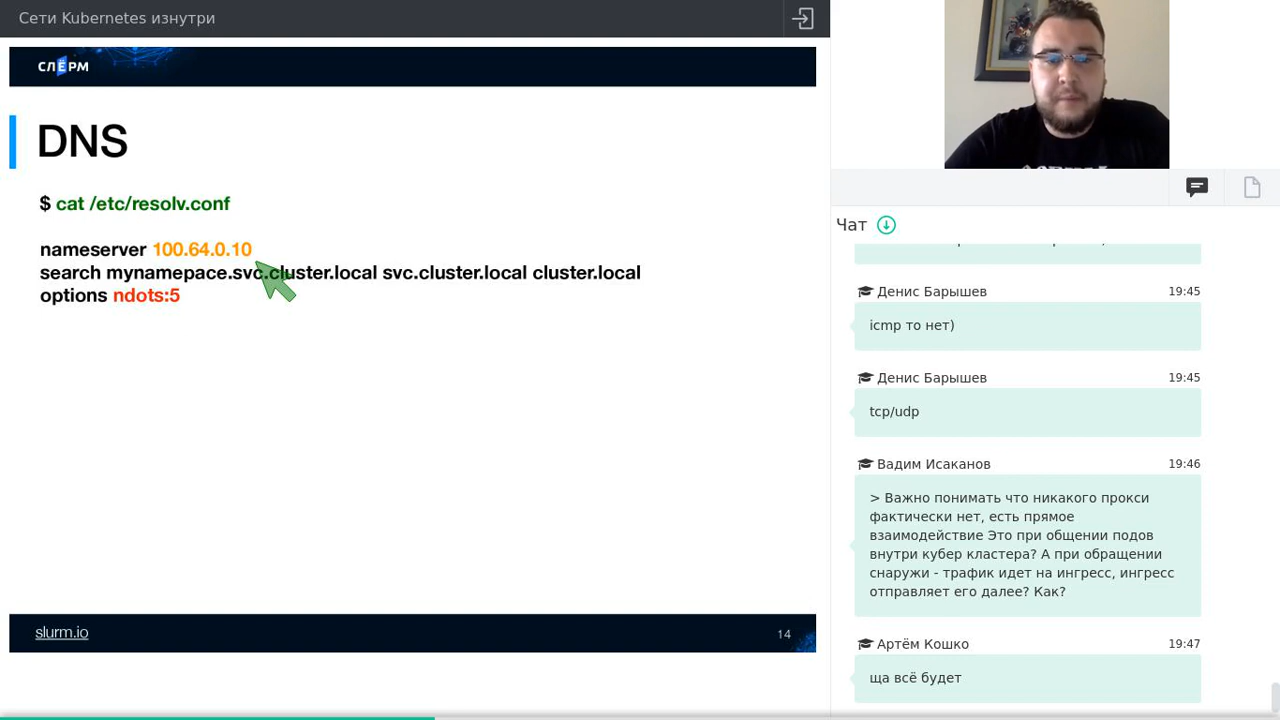 Сети Kubernetes изнутри
СЛЁРМ
DNS
$ cat /etc/resolv.conf
nameserver 100.64.0.10
search mynamepace.svc.cluster.local svc.cluster.local cluster.local
options ndots:5
slurm.io
14
Чат
Денис Барышев 19:45
icmp то нет)
Денис Барышев 19:45
tcp/udp
Вадим Исаканов 19:46
> Важно понимать что никакого прокси
фактически нет, есть прямое
взаимодействие Это при общении подов
внутри кубер кластера? А при обращении
снаружи - трафик идет на ингресс, ингресс
отправляет его далее? Как?
Артём Кошко 19:47
ща всё будет